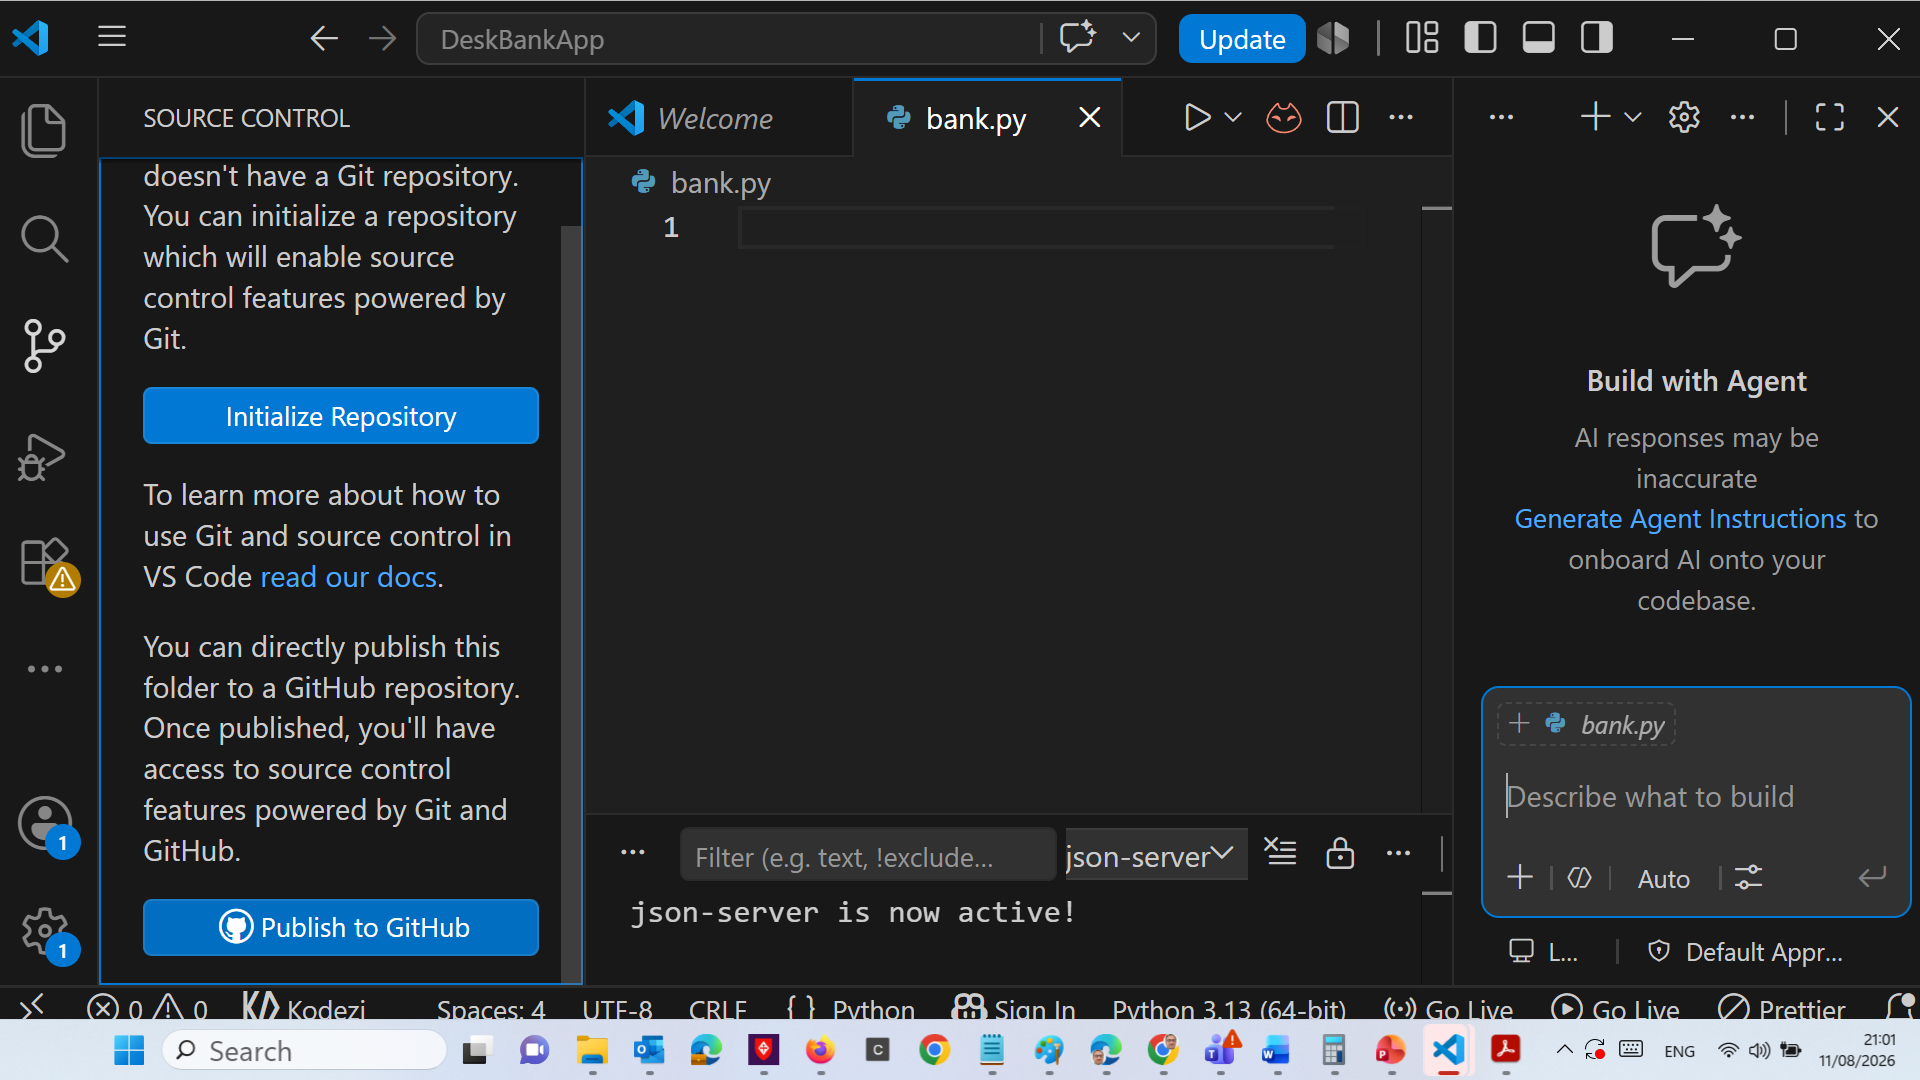 DeskBankApp
Update
SOURCE CONTROL
doesn't have a Git repository.
You can initialize a repository
which will enable source
control features powered by
Git.
Initialize Repository
To learn more about how to
use Git and source control in
VS Code read our docs.
You can directly publish this
folder to a GitHub repository.
Once published, you'll have
access to source control
features powered by Git and
GitHub.
Publish to GitHub
1
1
Welcome
bank.py
bank.py
1
Filter (e.g. text, !exclude...
json-server
json-server is now active!
Build with Agent
AI responses may be
inaccurate
Generate Agent Instructions to
onboard AI onto your
codebase.
bank.py
Describe what to build
Auto
L...
Default Appr...
0
0
Kodezi
Spaces: 4
UTF-8
CRLF
{ } Python
Sign In
Python 3.13 (64-bit)
Go Live
Go Live
Prettier
Search
C
ENG
21:01
11/08/2026